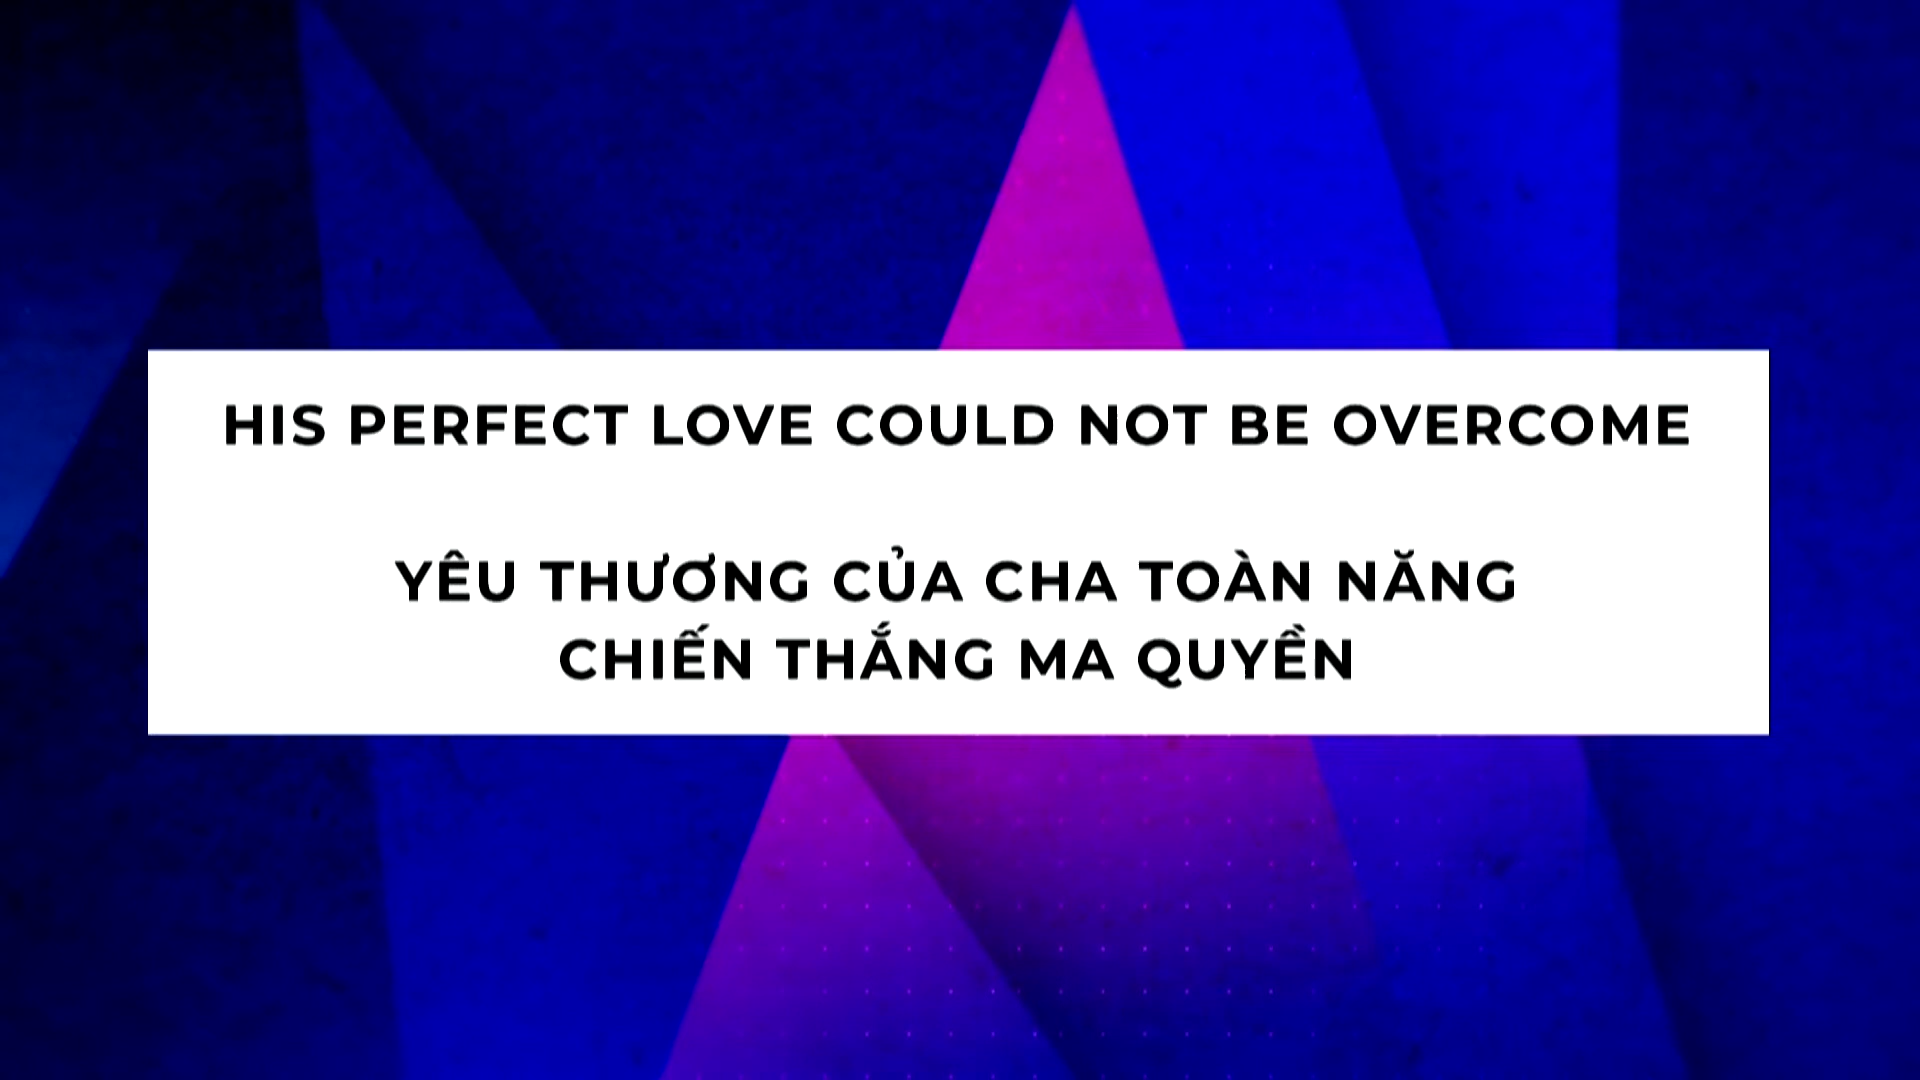 HIS PERFECT LOVE COULD NOT BE OVERCOME
YÊU THƯƠNG CỦA CHA TOÀN NĂNG
CHIẾN THẮNG MA QUYỀN